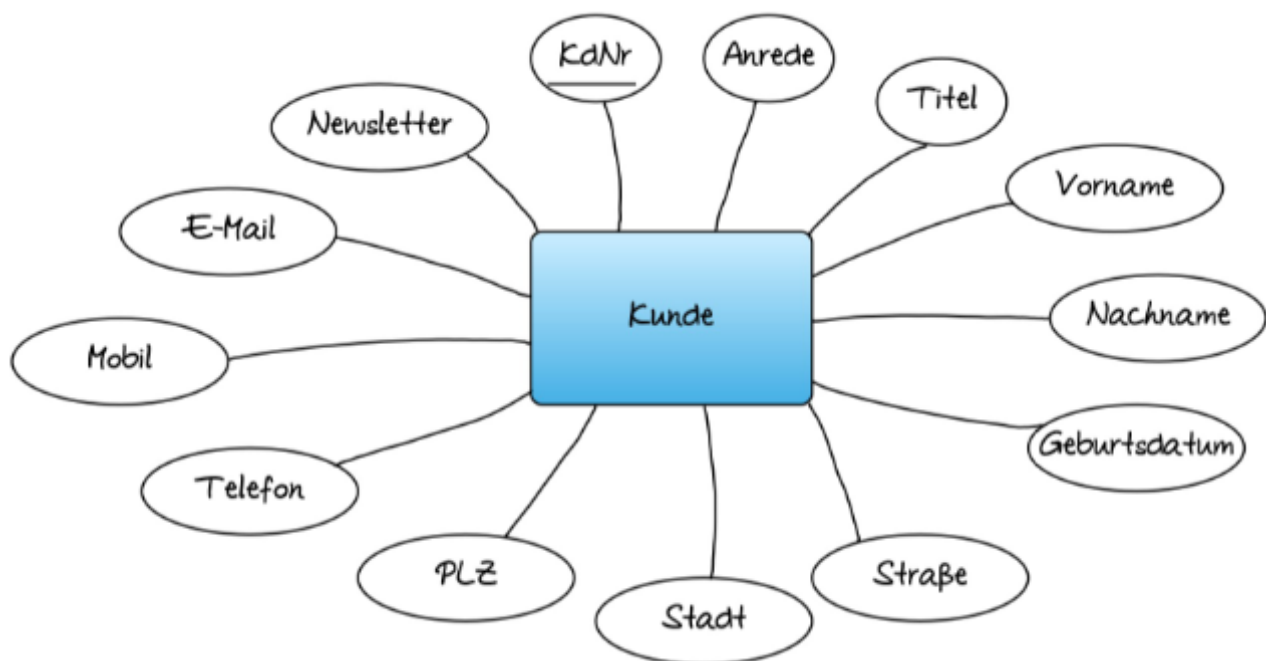 KdNr
Anrede
Titel
Newsletter
Vorname
E-Mail
Kunde
Nachname
Mobil
Geburtsdatum
Telefon
PLZ
Straße
Stadt